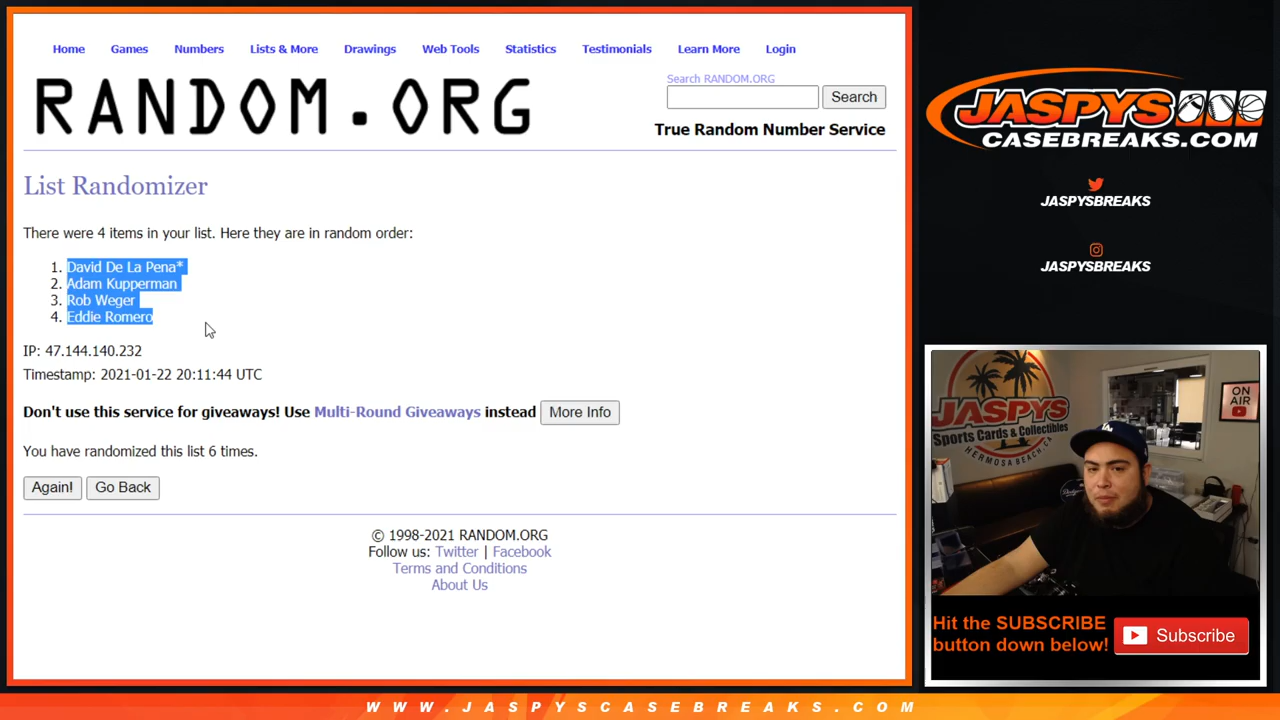 Home Games Numbers Lists & More Drawings Web Tools Statistics Testimonials Learn More Login
RANDOM.ORG
Search RANDOM.ORG
Search
True Random Number Service
List Randomizer
There were 4 items in your list. Here they are in random order:
1. David De La Pena*
2. Adam Kupperman
3. Rob Weger
4. Eddie Romero
IP: 47.144.140.232
Timestamp: 2021-01-22 20:11:44 UTC
Don't use this service for giveaways! Use Multi-Round Giveaways instead More Info
You have randomized this list 6 times.
Again! Go Back
© 1998-2021 RANDOM.ORG
Follow us: Twitter | Facebook
Terms and Conditions
About Us
JASPYS
CASEBREAKS.COM
JASPYSBREAKS
JASPYSBREAKS
JASPYS
Sports Cards & Collectibles
HERMOSA BEACH, CA
ON
AIR
LA
Dodgers
Hit the SUBSCRIBE
button down below!
Subscribe
WWW.JASPYSCASEBREAKS.COM